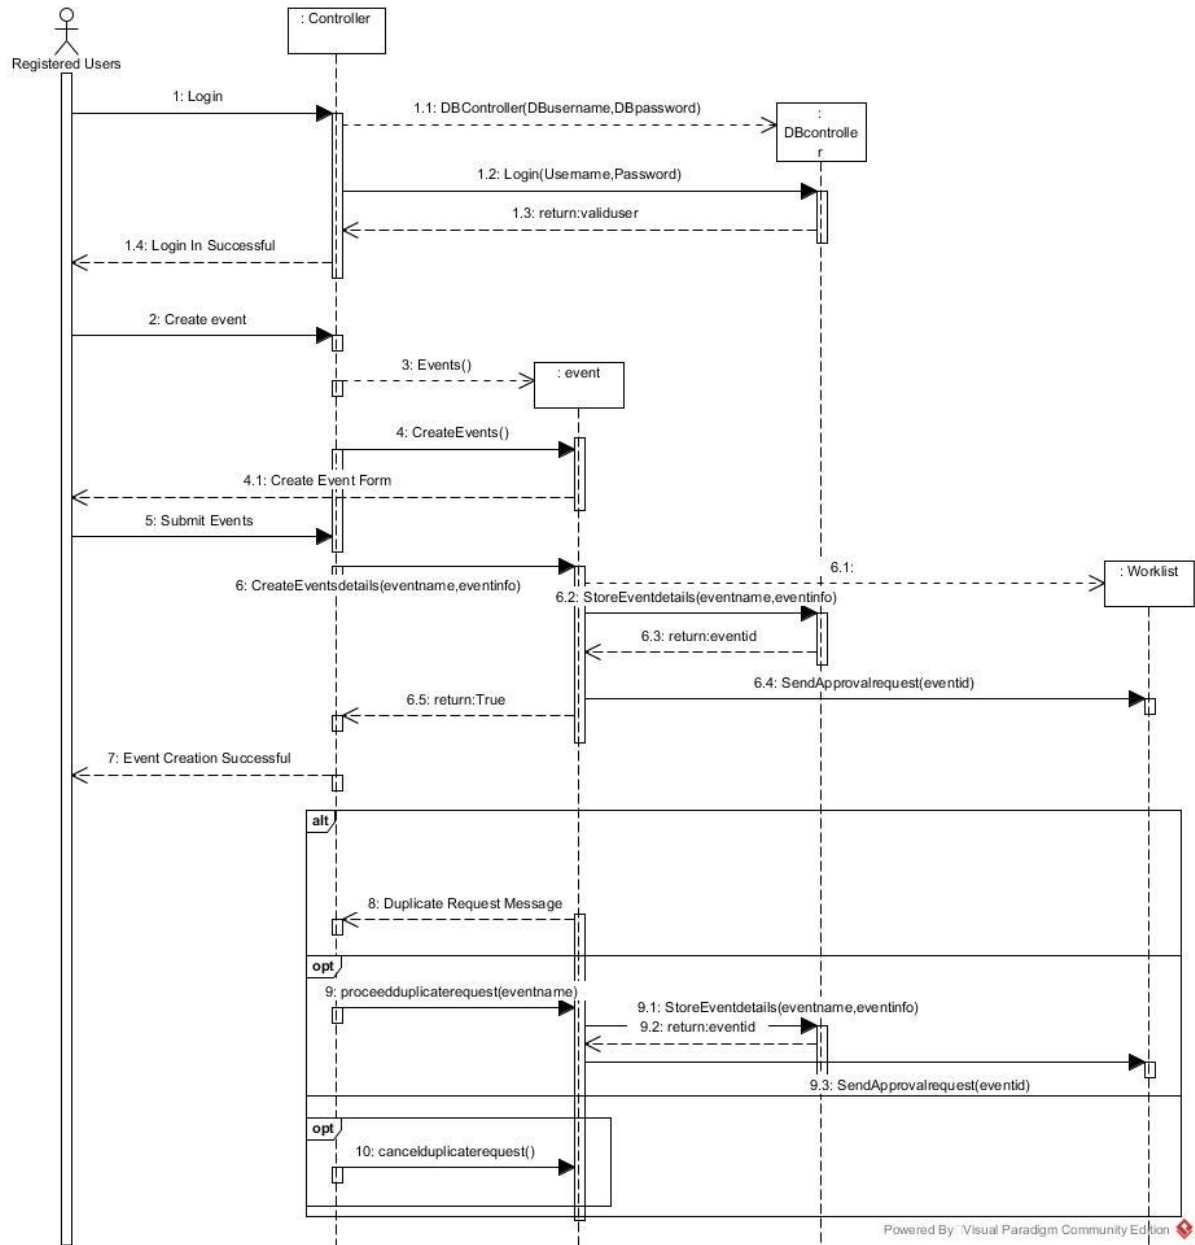 : Controller
Registered Users
1: Login
1.1: DBController(DBusername,DBpassword)
:
DBcontrolle
r
1.2: Login(Username,Password)
1.3: return:validuser
1.4: Login In Successful
2: Create event
3: Events()
: event
4: CreateEvents()
4.1: Create Event Form
5: Submit Events
6.1:
: Worklist
6: CreateEventsdetails(eventname,eventinfo)
6.2: StoreEventdetails(eventname,eventinfo)
6.3: return:eventid
6.4: SendApprovalrequest(eventid)
6.5: return:True
7: Event Creation Successful
alt
8: Duplicate Request Message
opt
9: proceedduplicaterequest(eventname)
9.1: StoreEventdetails(eventname,eventinfo)
9.2: return:eventid
9.3: SendApprovalrequest(eventid)
opt
10: cancelduplicaterequest()
Powered By Visual Paradigm Community Edition